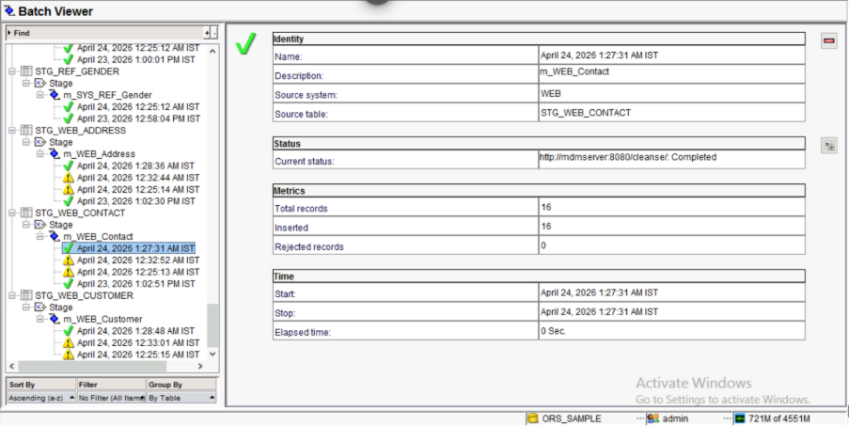 Batch Viewer
Find
April 24, 2026 12:25:12 AM IST
April 23, 2026 1:00:01 PM IST
STG_REF_GENDER
Stage
m_SYS_REF_Gender
April 24, 2026 12:25:12 AM IST
April 23, 2026 12:58:04 PM IST
STG_WEB_ADDRESS
Stage
m_WEB_Address
April 24, 2026 1:28:36 AM IST
April 24, 2026 12:32:44 AM IST
April 24, 2026 12:25:14 AM IST
April 23, 2026 1:02:30 PM IST
STG_WEB_CONTACT
Stage
m_WEB_Contact
April 24, 2026 1:27:31 AM IST
April 24, 2026 12:32:52 AM IST
April 24, 2026 12:25:13 AM IST
April 23, 2026 1:02:51 PM IST
STG_WEB_CUSTOMER
Stage
m_WEB_Customer
April 24, 2026 1:28:48 AM IST
April 24, 2026 12:33:01 AM IST
April 24, 2026 12:25:15 AM IST
Sort By Filter Group By
Ascending (a-z) No Filter (All Items) By Table
Identity
Name: April 24, 2026 1:27:31 AM IST
Description: m_WEB_Contact
Source system: WEB
Source table: STG_WEB_CONTACT
Status
Current status: http://mdmserver:8080/cleanse/: Completed
Metrics
Total records 16
Inserted 16
Rejected records 0
Time
Start: April 24, 2026 1:27:31 AM IST
Stop: April 24, 2026 1:27:31 AM IST
Elapsed time: 0 Sec.
Activate Windows
Go to Settings to activate Windows.
ORS_SAMPLE admin 721M of 4551M